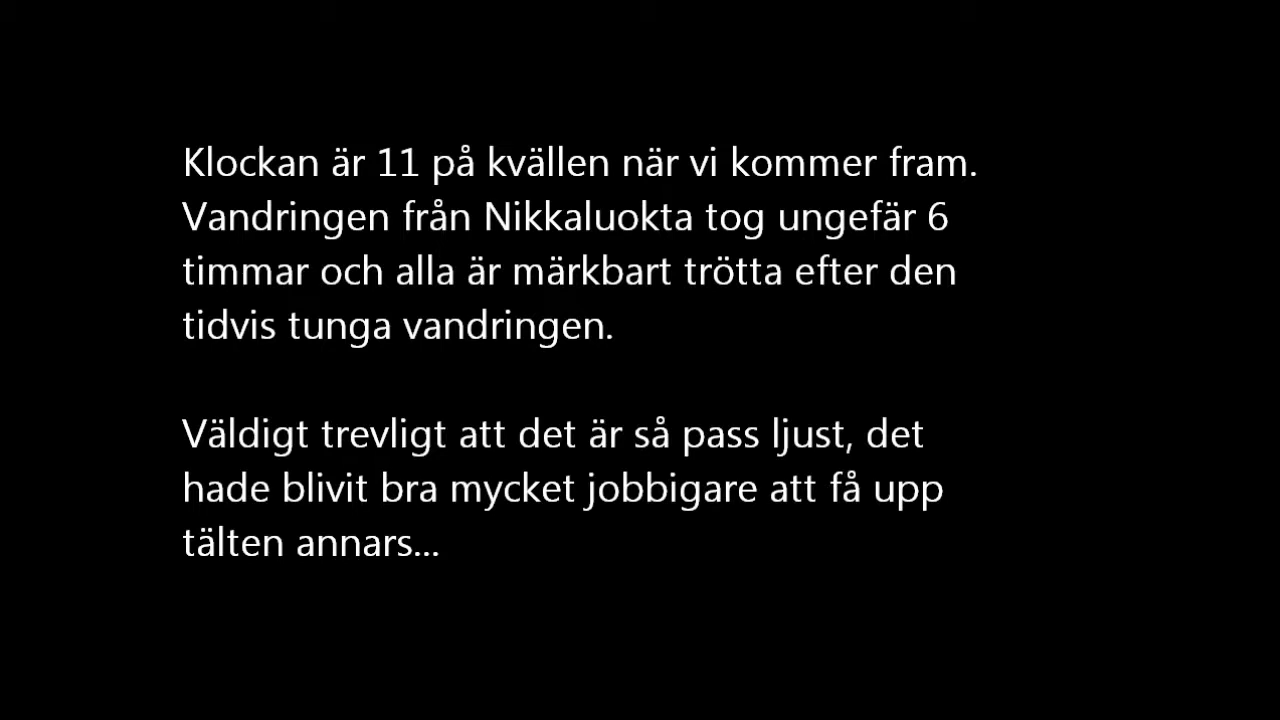 Klockan är 11 på kvällen när vi kommer fram.
Vandringen från Nikkaluokta tog ungefär 6
timmar och alla är märkbart trötta efter den
tidvis tunga vandringen.
Väldigt trevligt att det är så pass ljust, det
hade blivit bra mycket jobbigare att få upp
tälten annars...